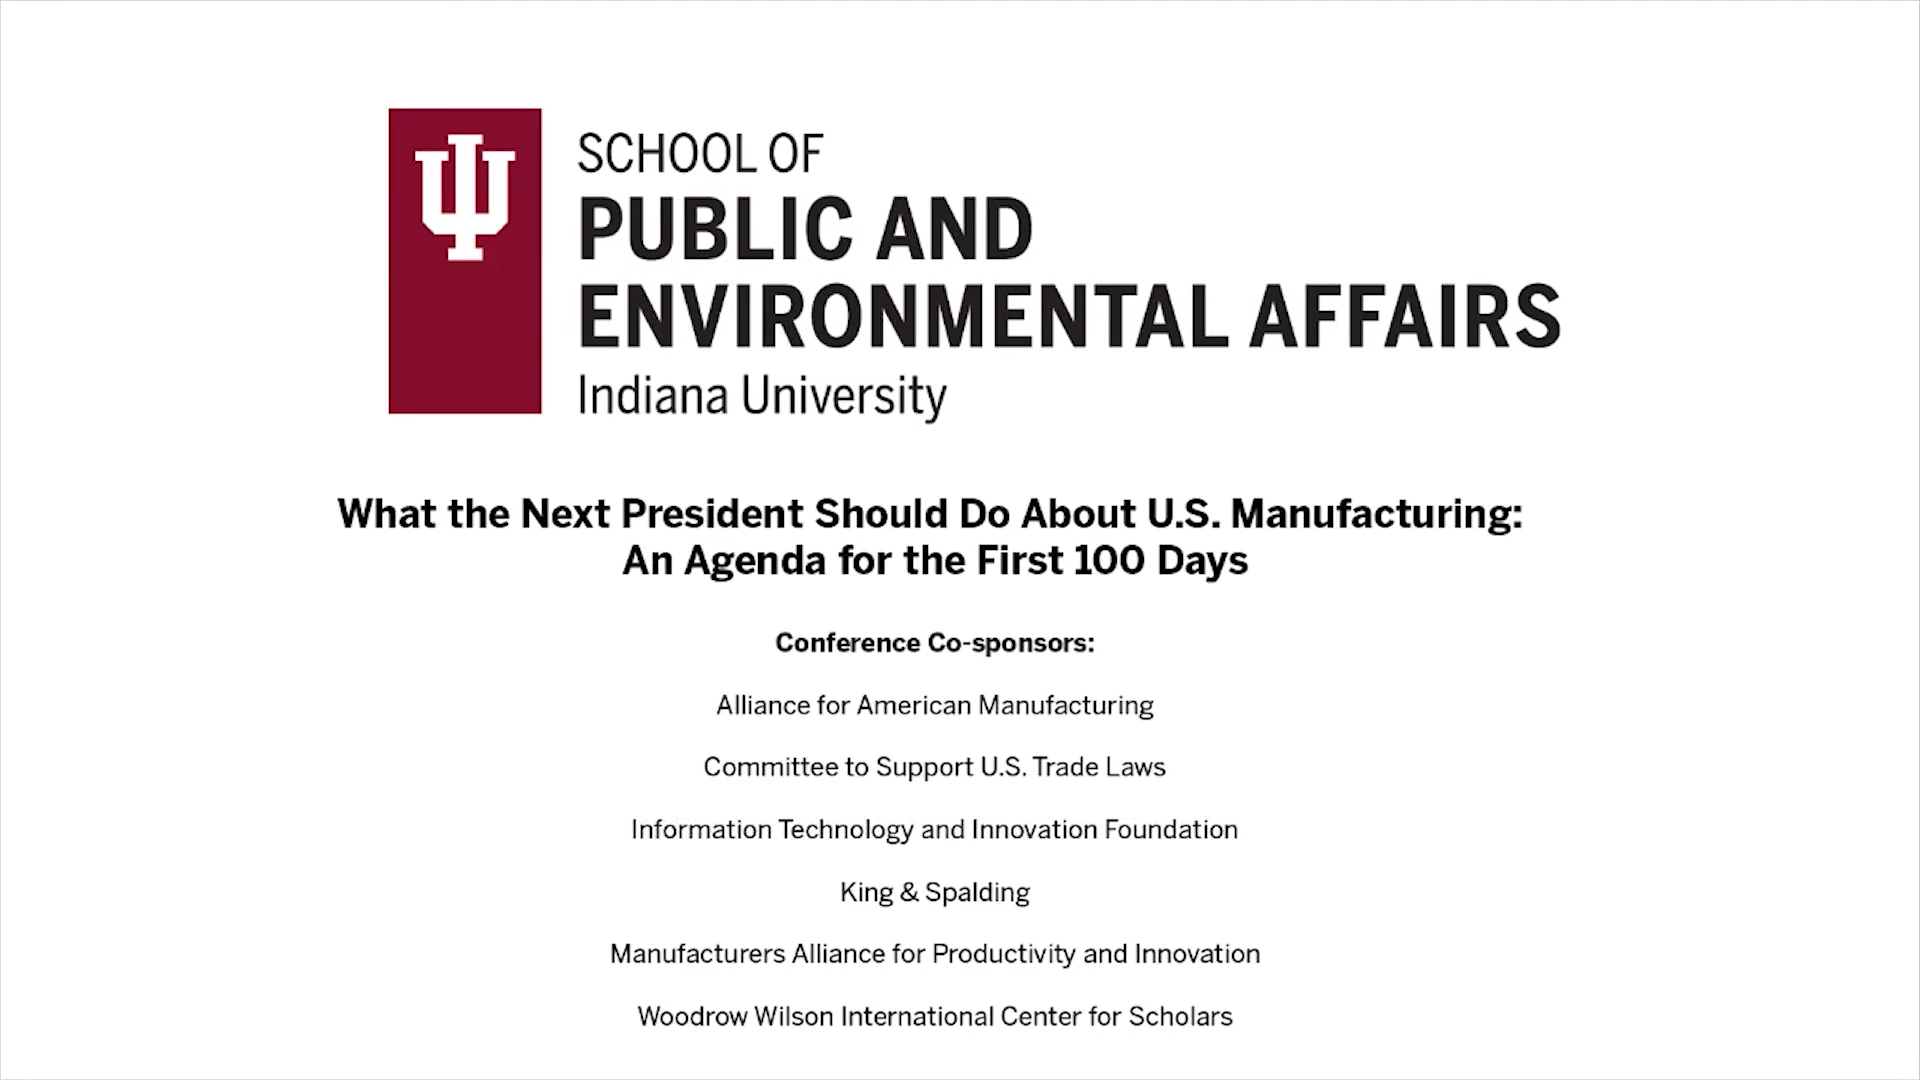 SCHOOL OF
PUBLIC AND
ENVIRONMENTAL AFFAIRS
Indiana University
What the Next President Should Do About U.S. Manufacturing:
An Agenda for the First 100 Days
Conference Co-sponsors:
Alliance for American Manufacturing
Committee to Support U.S. Trade Laws
Information Technology and Innovation Foundation
King & Spalding
Manufacturers Alliance for Productivity and Innovation
Woodrow Wilson International Center for Scholars